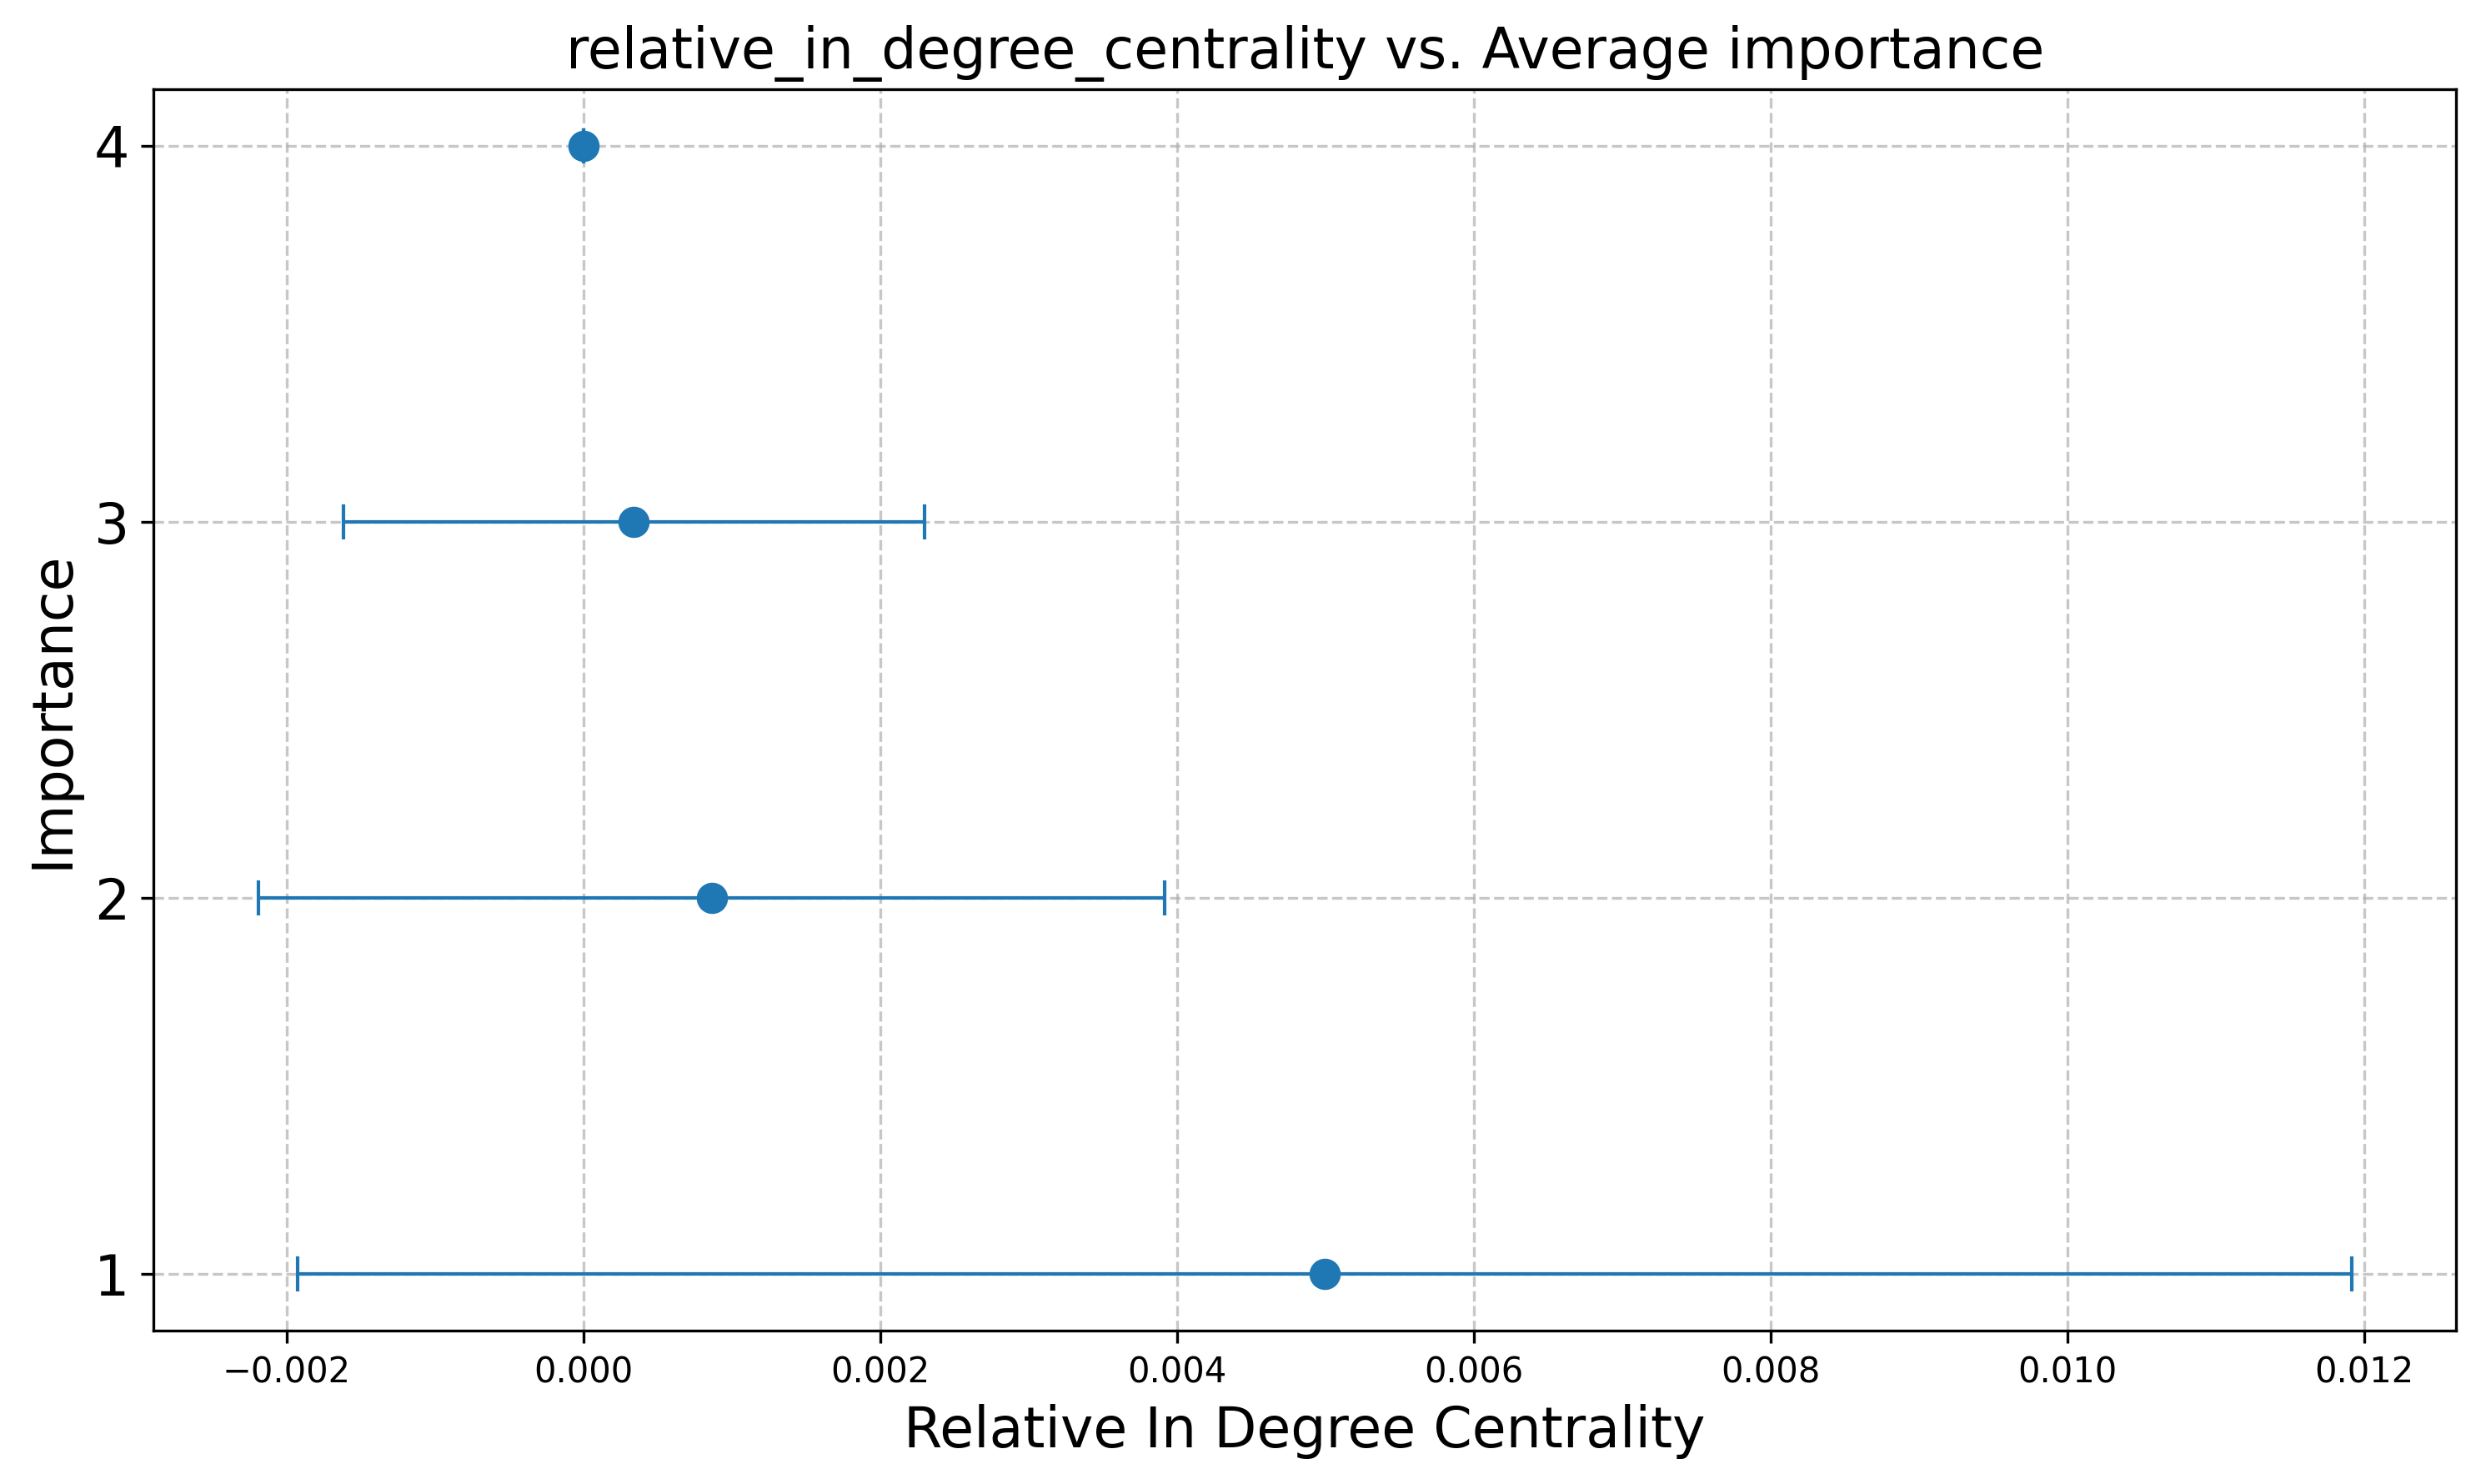 relative_in_degree_centrality vs. Average importance
4
3
2
1
Importance
−0.002 0.000 0.002 0.004 0.006 0.008 0.010 0.012
Relative In Degree Centrality